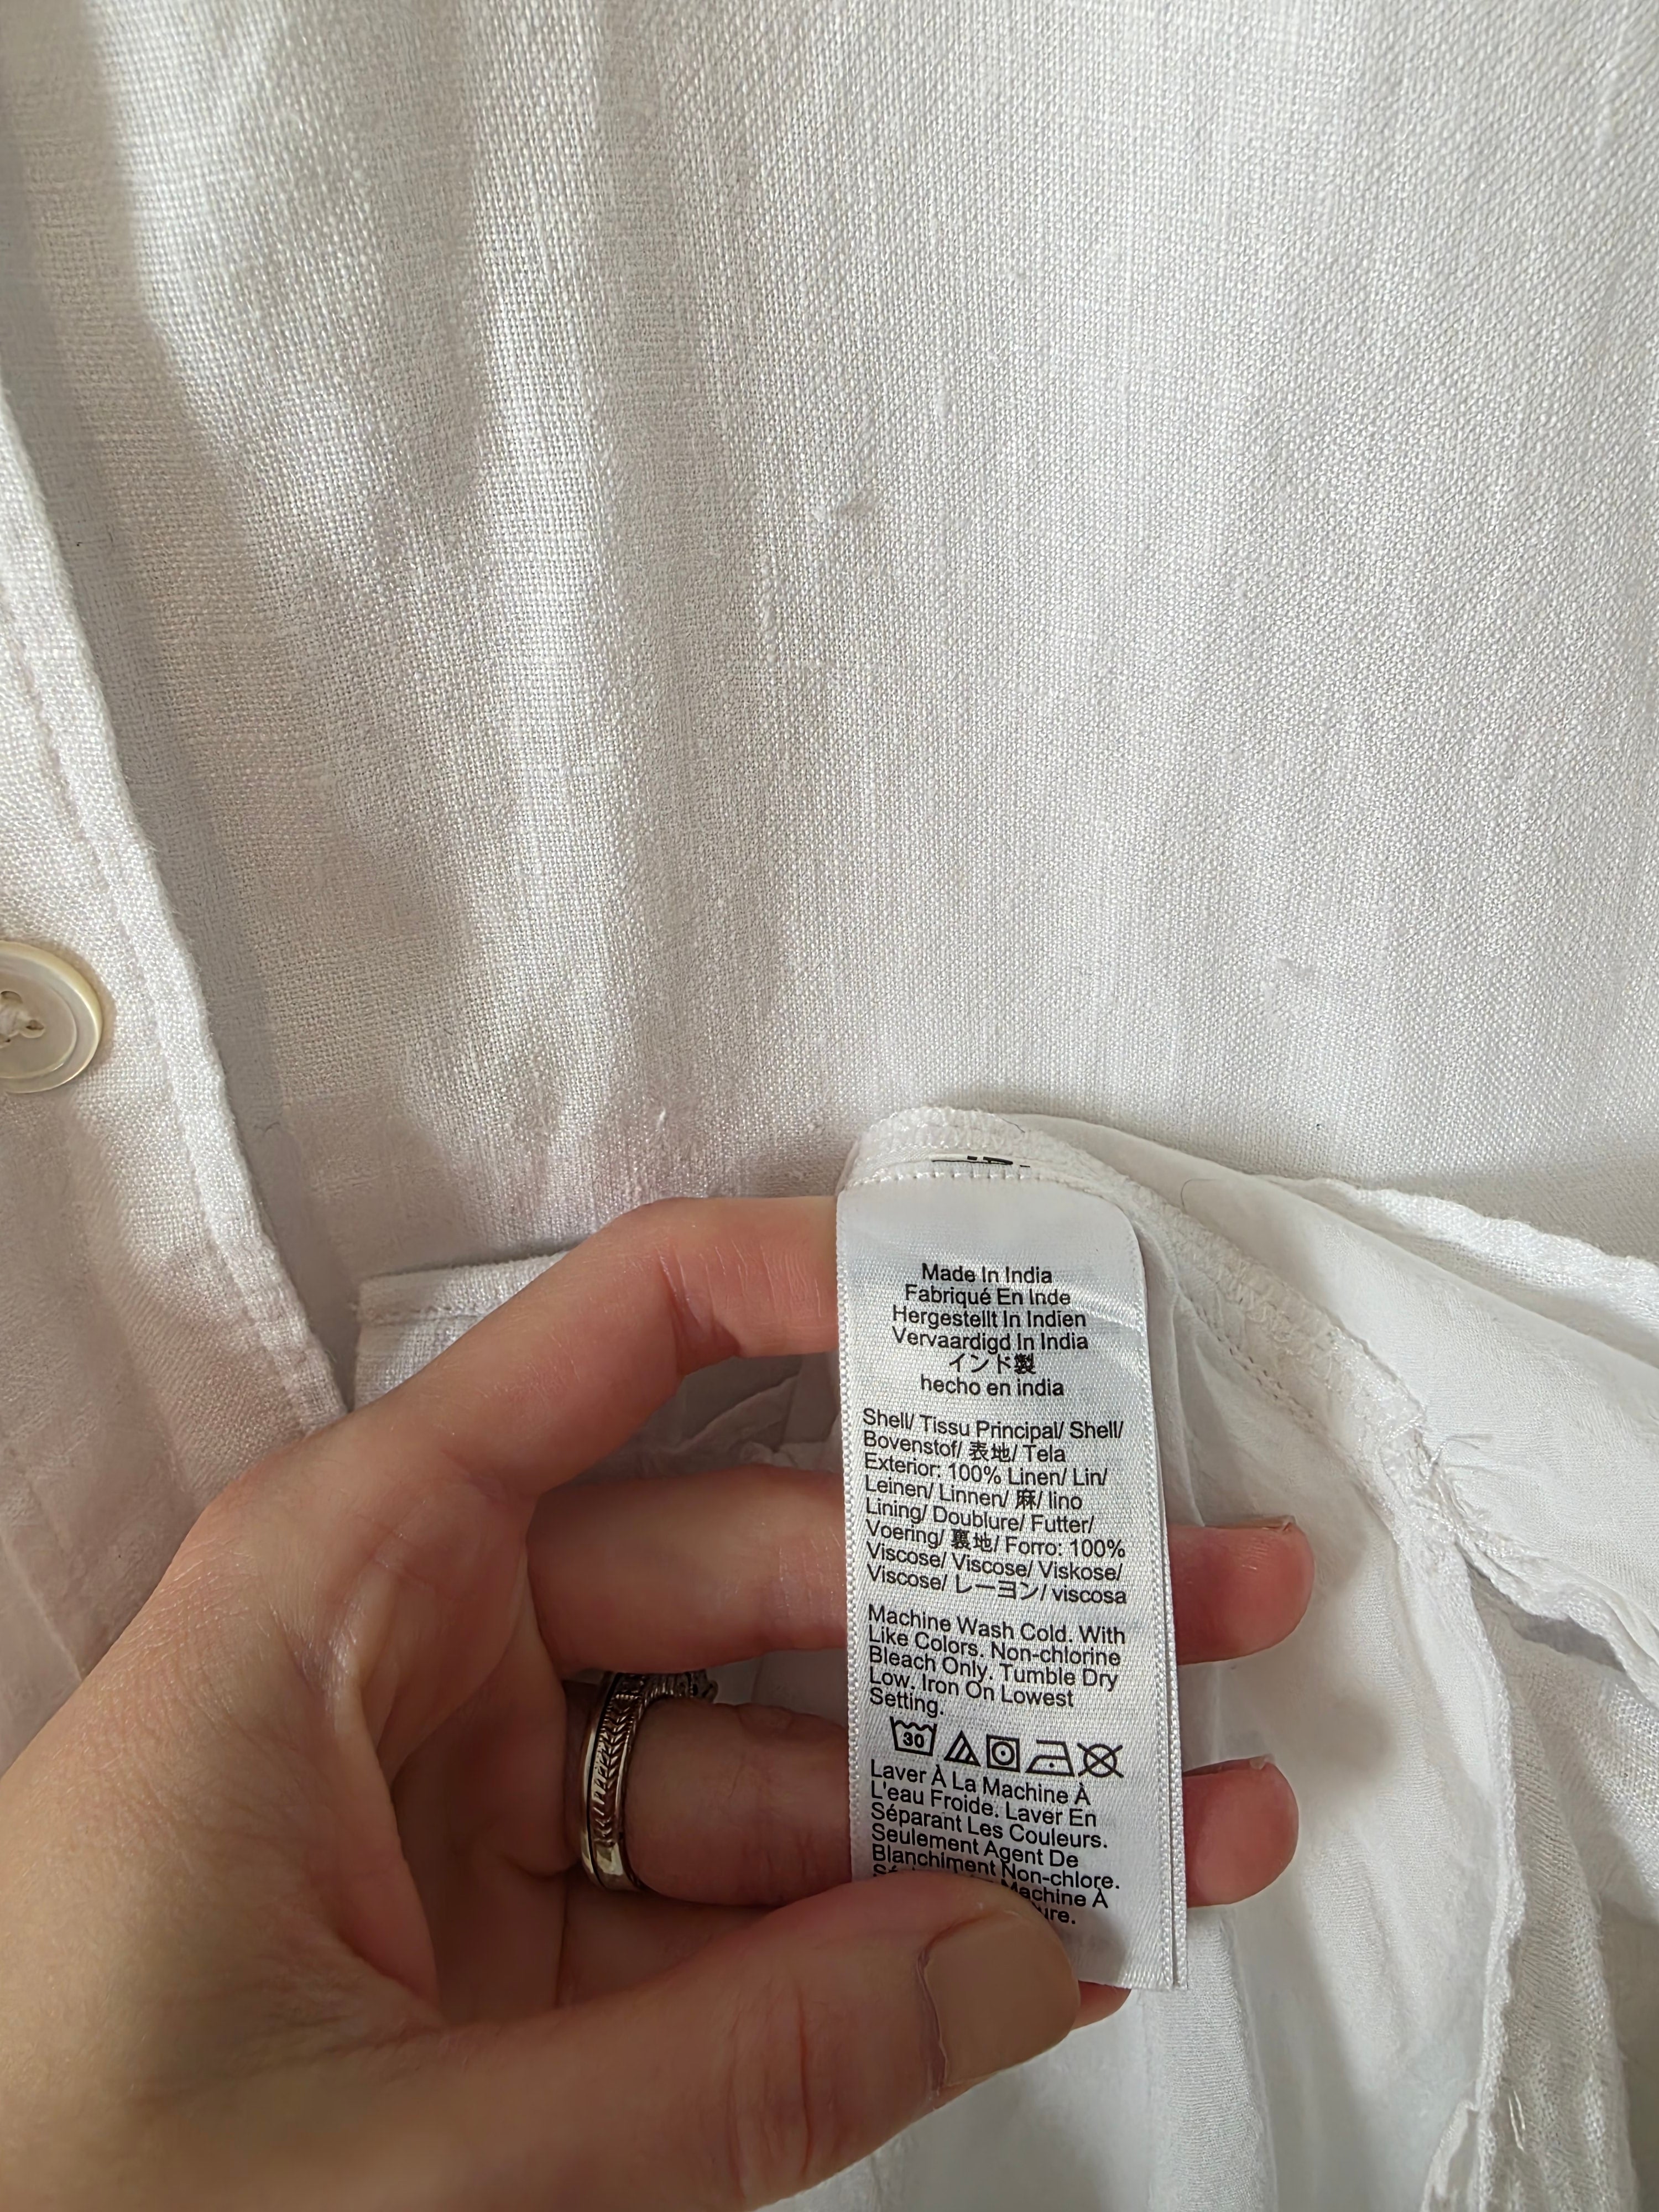 Made In India
Fabriqué En Inde
Hergestellt In Indien
Vervaardigd In India
インド製
hecho en india
Shell/ Tissu Principal/ Shell/
Bovenstof/ 表地/ Tela
Exterior: 100% Linen/ Lin/
Leinen/ Linnen/ 麻/ lino
Lining/ Doublure/ Futter/
Voering/ 裏地/ Forro: 100%
Viscose/ Viscose/ Viskose/
Viscose/ レーヨン/ viscosa
Machine Wash Cold. With
Like Colors. Non-chlorine
Bleach Only. Tumble Dry
Low. Iron On Lowest
Setting.
30
Laver À La Machine À
L'eau Froide. Laver En
Séparant Les Couleurs.
Seulement Agent De
Blanchiment Non-chlore.
Machine À